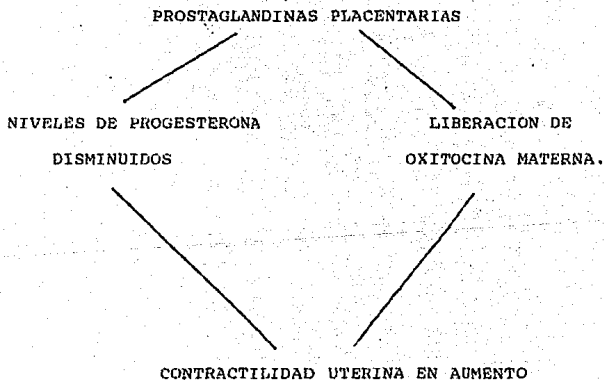 PROSTAGLANDINAS PLACENTARIAS
NIVELES DE PROGESTERONA
DISMINUIDOS
LIBERACION DE
OXITOCINA MATERNA.
CONTRACTILIDAD UTERINA EN AUMENTO